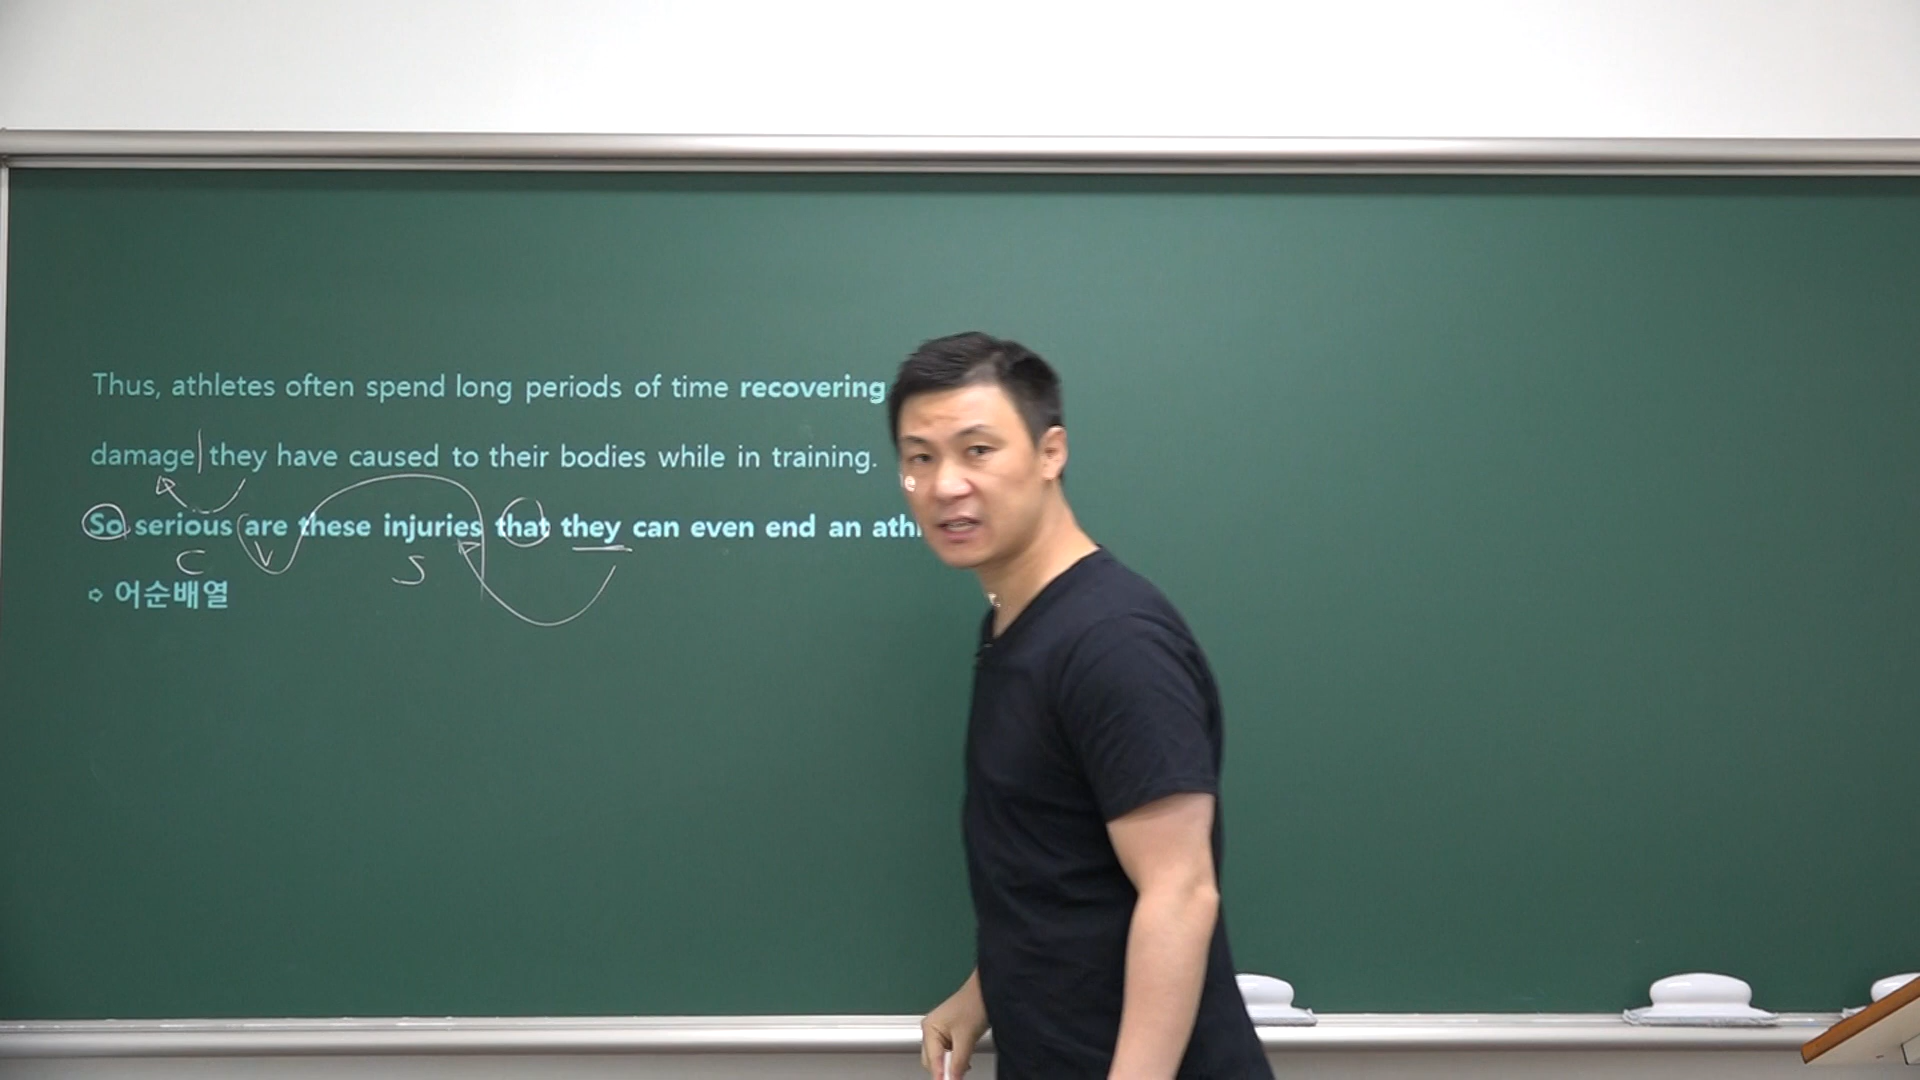 Thus, athletes often spend long periods of time recovering
damage they have caused to their bodies while in training.
So serious are these injuries that they can even end an
C V S
⇨ 어순배열